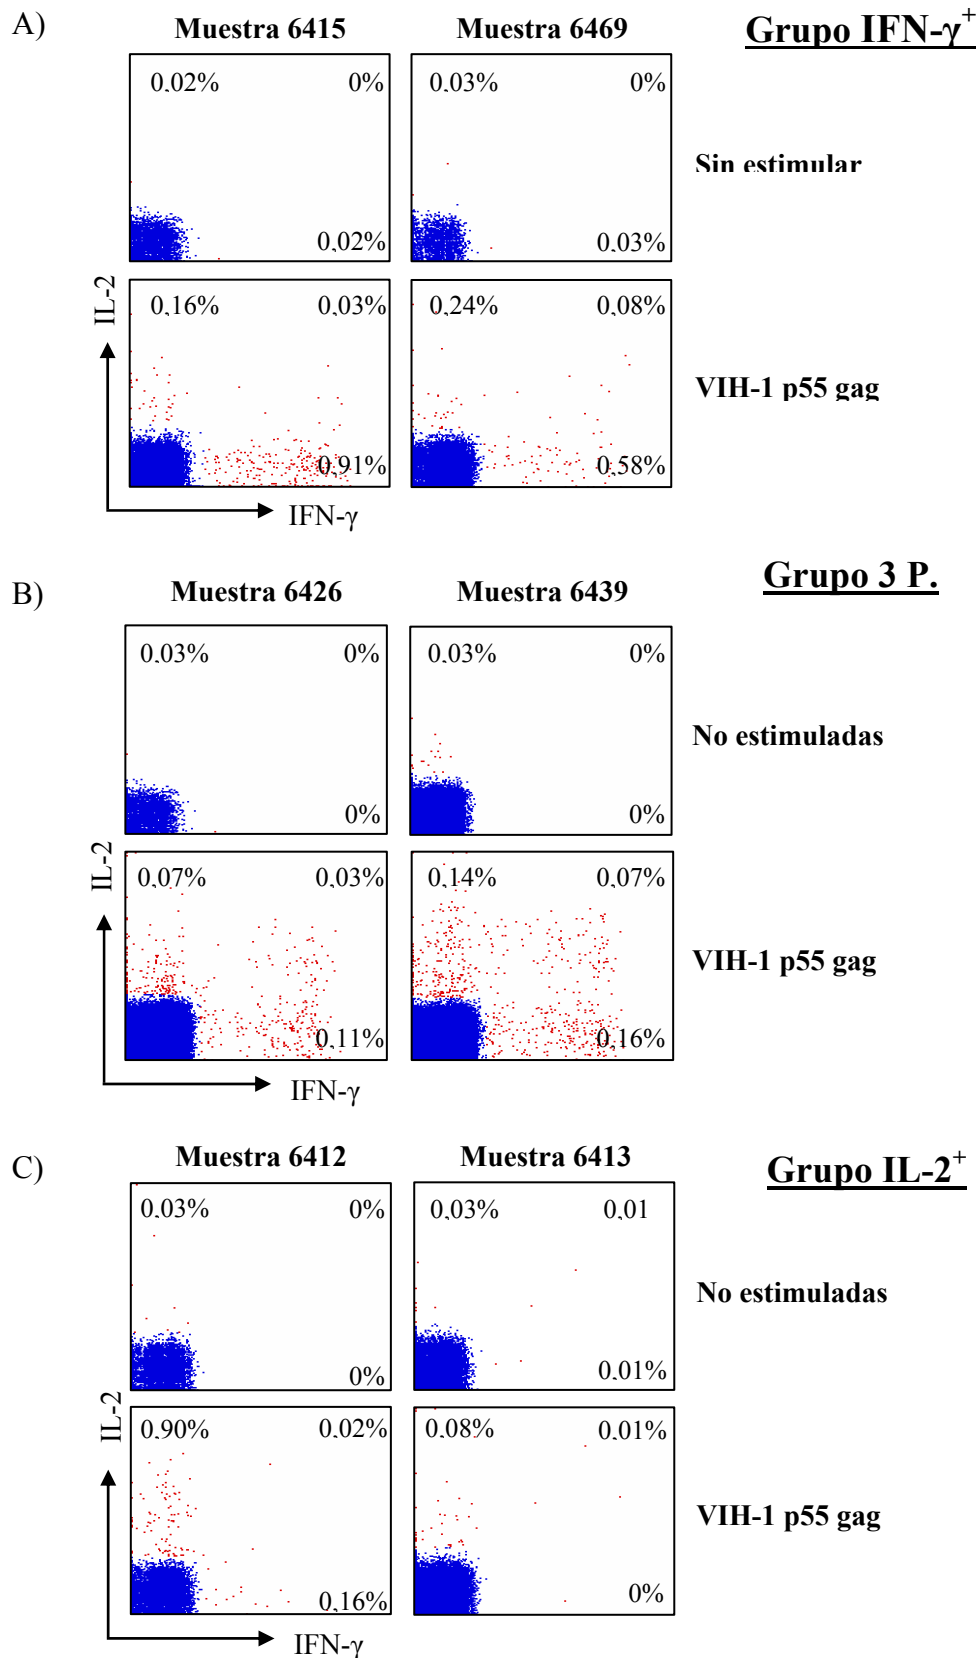 A)
Muestra 6415 Muestra 6469
Grupo IFN-γ+
0,02% 0% 0,03% 0%
Sin estimular
0,02% 0,03%
0,16% 0,03% 0,24% 0,08%
IL-2
VIH-1 p55 gag
0,91% 0,58%
IFN-γ
B)
Muestra 6426 Muestra 6439
Grupo 3 P.
0,03% 0% 0,03% 0%
No estimuladas
0% 0%
0,07% 0,03% 0,14% 0,07%
IL-2
VIH-1 p55 gag
0,11% 0,16%
IFN-γ
C)
Muestra 6412 Muestra 6413
Grupo IL-2+
0,03% 0% 0,03% 0,01
No estimuladas
0% 0,01%
0,90% 0,02% 0,08% 0,01%
IL-2
VIH-1 p55 gag
0,16% 0%
IFN-γ